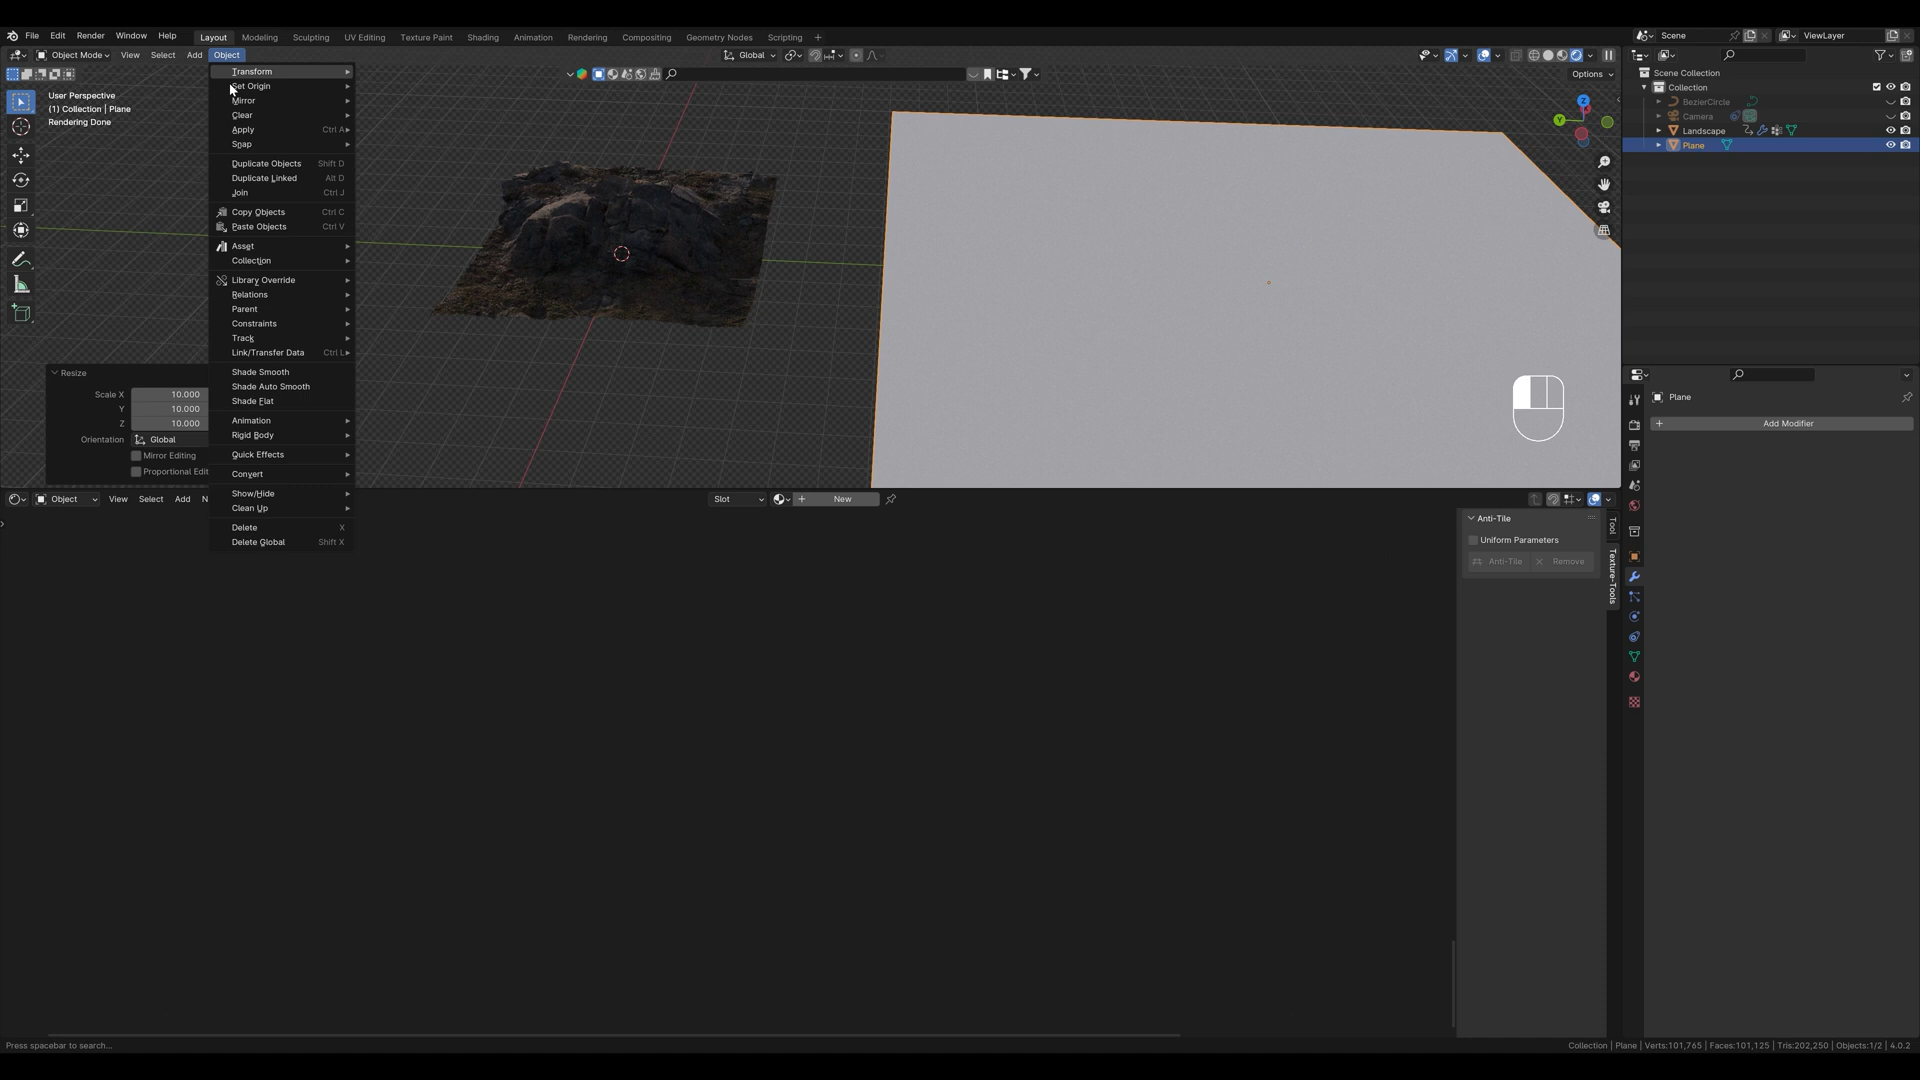 File Edit Render Window Help Layout Modeling Sculpting UV Editing Texture Paint Shading Animation Rendering Compositing Geometry Nodes Scripting + Scene ViewLayer
Object Mode View Select Add Object Global
Options
User Perspective
(1) Collection | Plane
Rendering Done
Transform
Set Origin
Mirror
Clear
Apply Ctrl A
Snap
Duplicate Objects Shift D
Duplicate Linked Alt D
Join Ctrl J
Copy Objects Ctrl C
Paste Objects Ctrl V
Asset
Collection
Library Override
Relations
Parent
Constraints
Track
Link/Transfer Data Ctrl L
Shade Smooth
Shade Auto Smooth
Shade Flat
Animation
Rigid Body
Quick Effects
Convert
Show/Hide
Clean Up
Delete X
Delete Global Shift X
Resize
Scale X 10.000
Y 10.000
Z 10.000
Orientation Global
Mirror Editing
Proportional Edit
Z
Y
Scene Collection
Collection
BezierCircle
Camera
Landscape
Plane
Plane
+ Add Modifier
Object View Select Add N Slot + New
Anti-Tile
Uniform Parameters
Anti-Tile Remove
Tool
Texture-Tools
Press spacebar to search...
Collection | Plane | Verts:101,765 | Faces:101,125 | Tris:202,250 | Objects:1/2 | 4.0.2